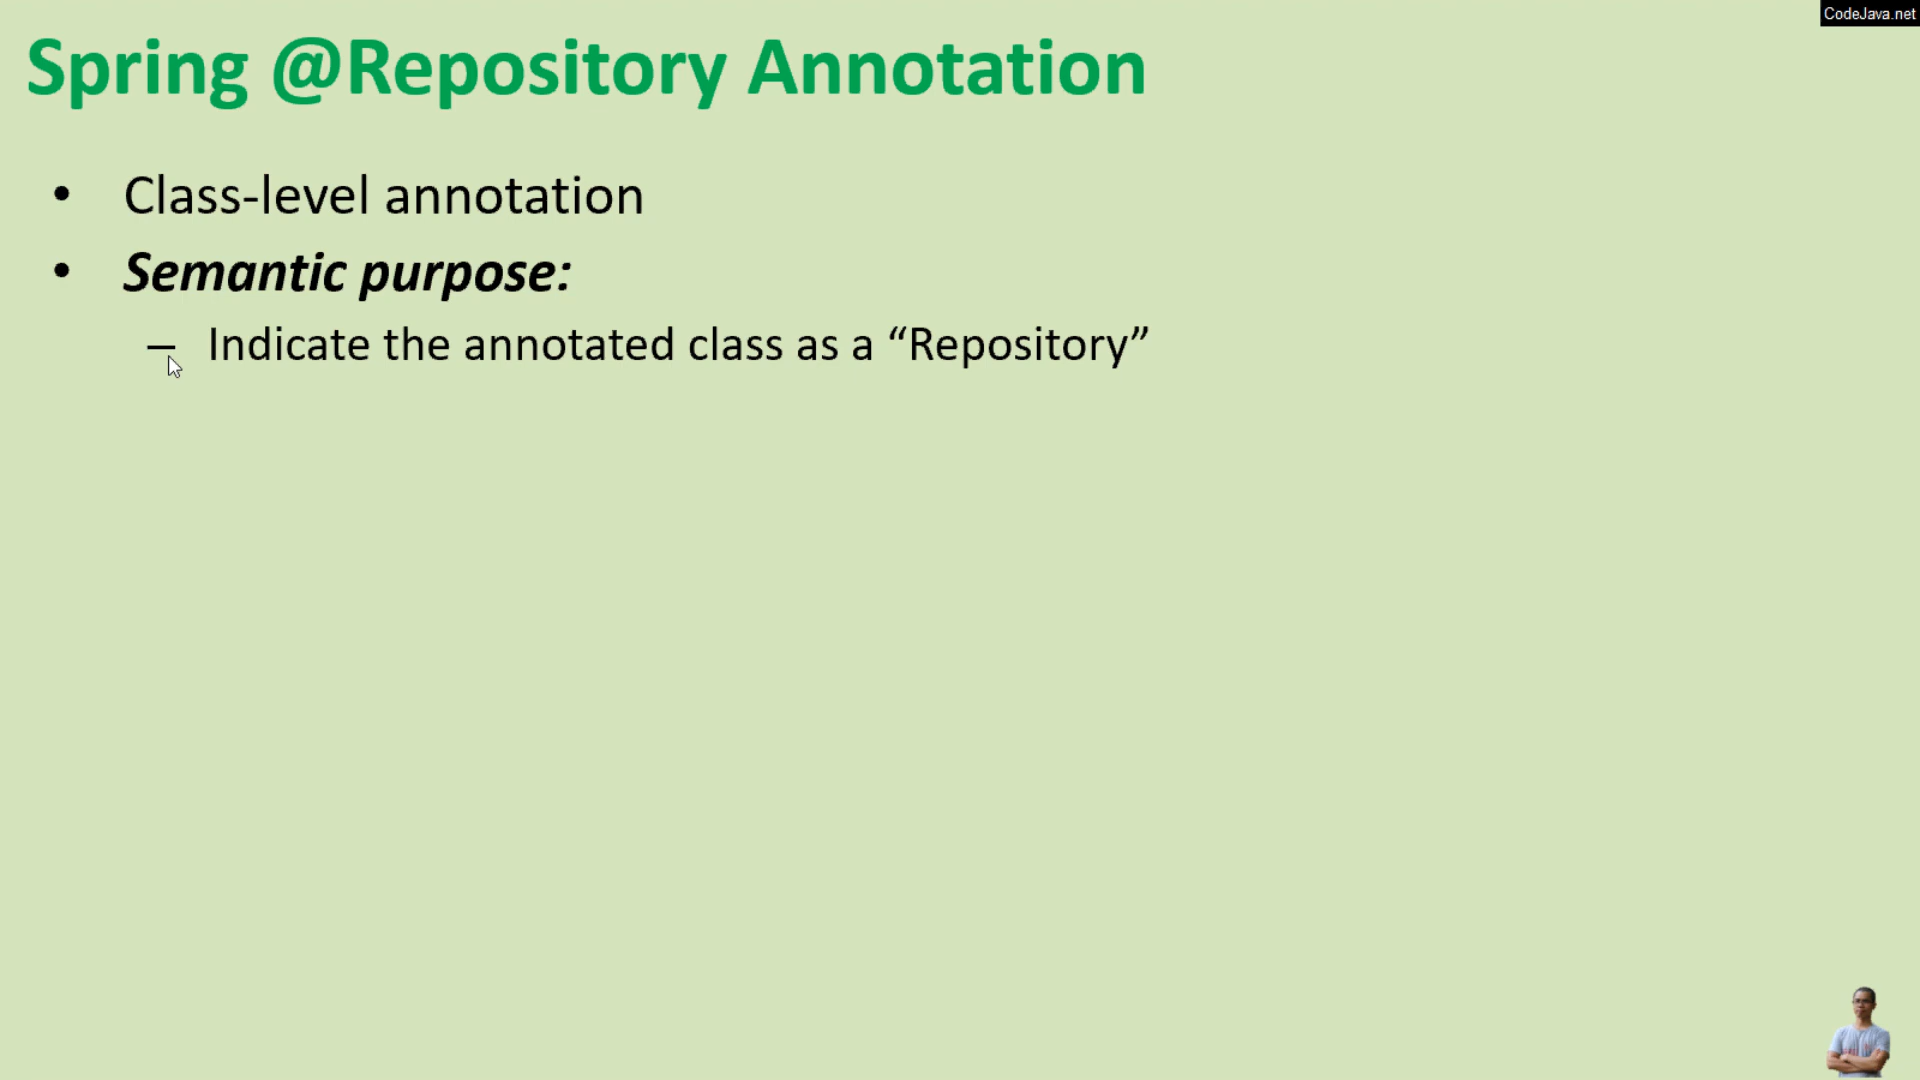 CodeJava.net
Spring @Repository Annotation
• Class-level annotation
• Semantic purpose:
– Indicate the annotated class as a “Repository”